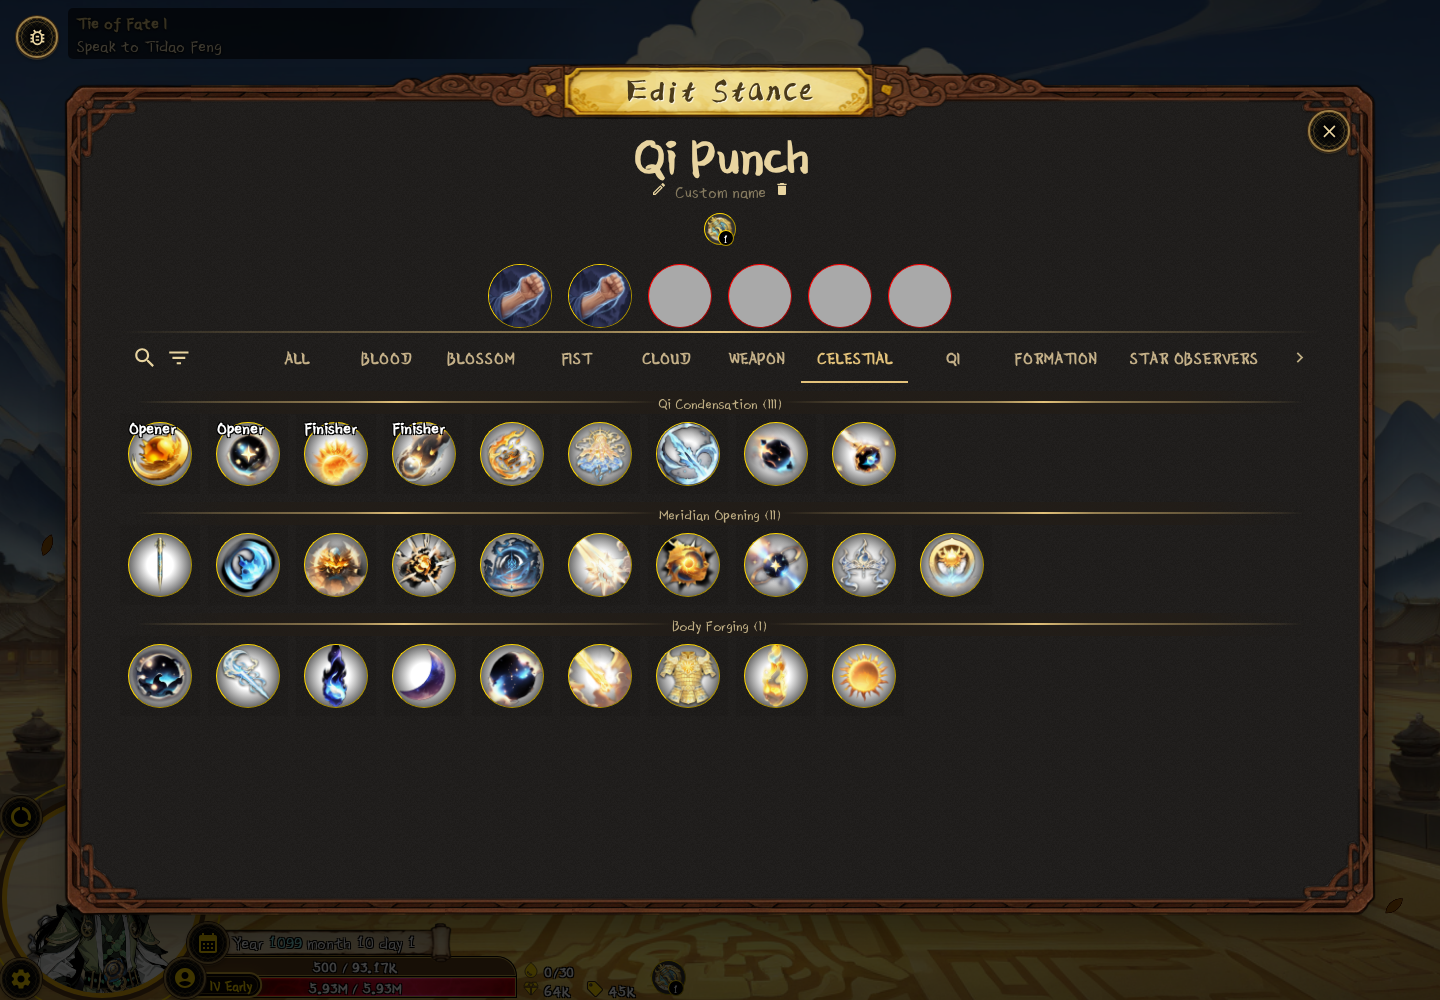 Tie of Fate I
Speak to Tidao Feng
Edit Stance
Qi Punch
Custom name
ALL BLOOD BLOSSOM FIST CLOUD WEAPON CELESTIAL QI FORMATION STAR OBSERVERS
Qi Condensation (III)
Opener Opener Finisher Finisher
Meridian Opening (II)
Body Forging (I)
Year 1099 month 10 day 1
500 / 93.17K
0/30
IV Early
5.93M / 5.93M
64K
45K